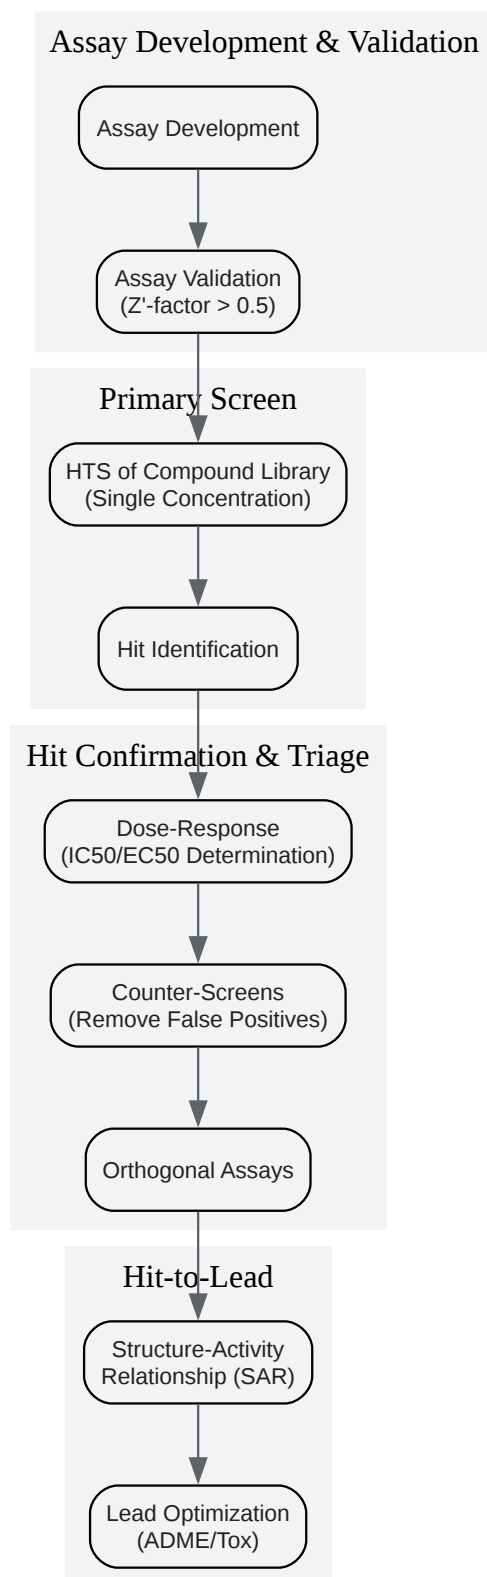 Assay Development & Validation
Assay Development
Assay Validation
(Z'-factor > 0.5)
Primary Screen
HTS of Compound Library
(Single Concentration)
Hit Identification
Hit Confirmation & Triage
Dose-Response
(IC50/EC50 Determination)
Counter-Screens
(Remove False Positives)
Orthogonal Assays
Hit-to-Lead
Structure-Activity
Relationship (SAR)
Lead Optimization
(ADME/Tox)